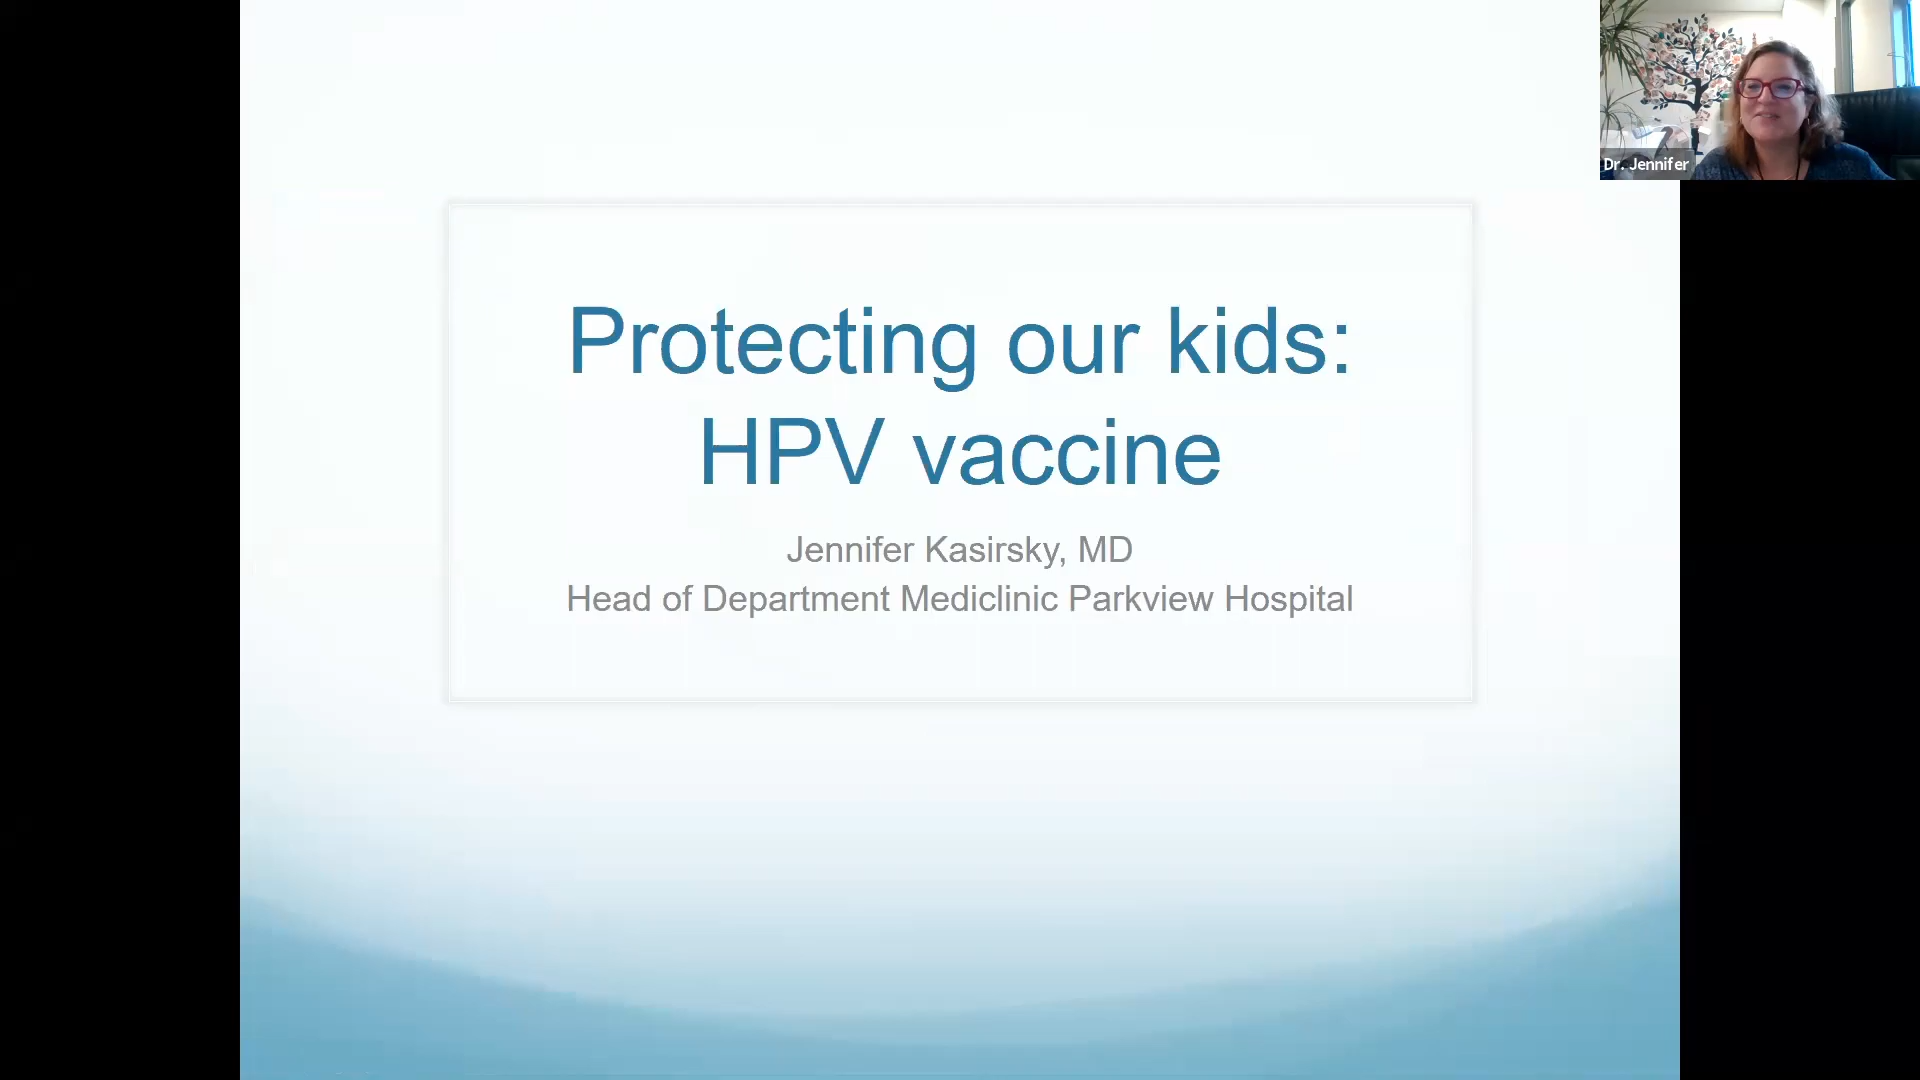 Protecting our kids:
HPV vaccine
Jennifer Kasirsky, MD
Head of Department Mediclinic Parkview Hospital
Dr. Jennifer